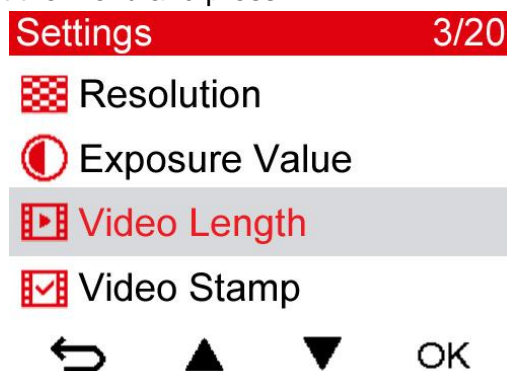 Settings 3/20
Resolution
Exposure Value
Video Length
Video Stamp
OK